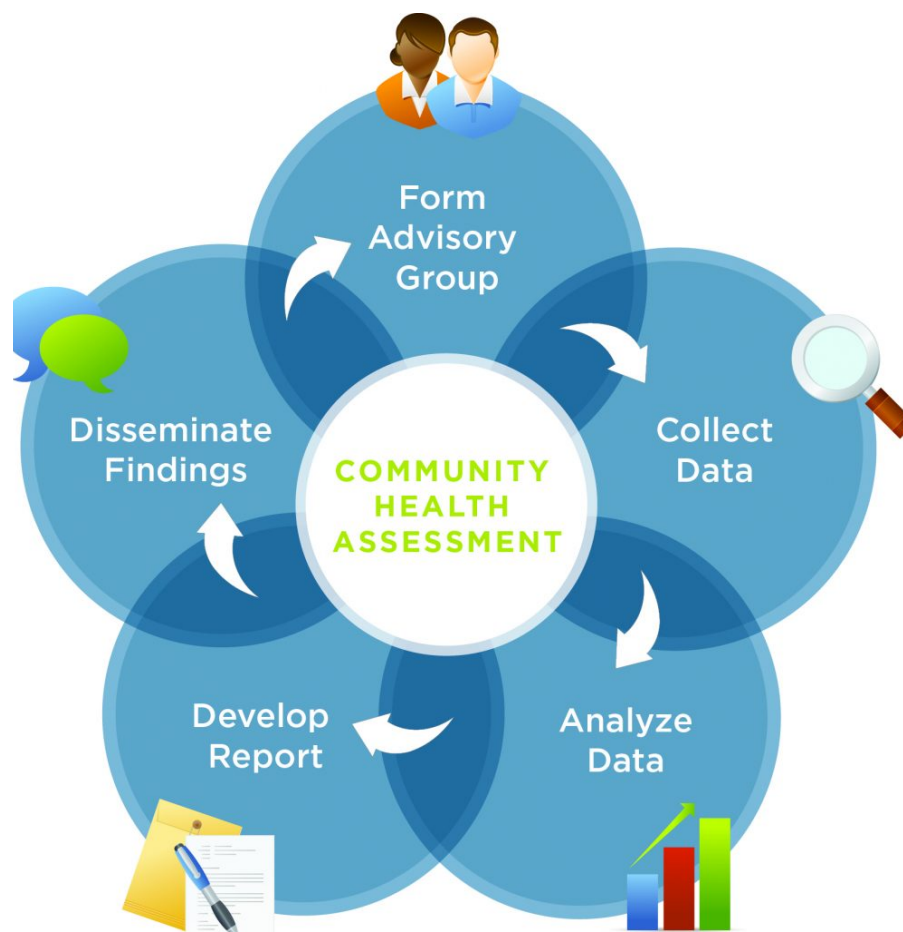 Form
Advisory
Group
Collect
Data
Analyze
Data
Develop
Report
Disseminate
Findings
COMMUNITY
HEALTH
ASSESSMENT